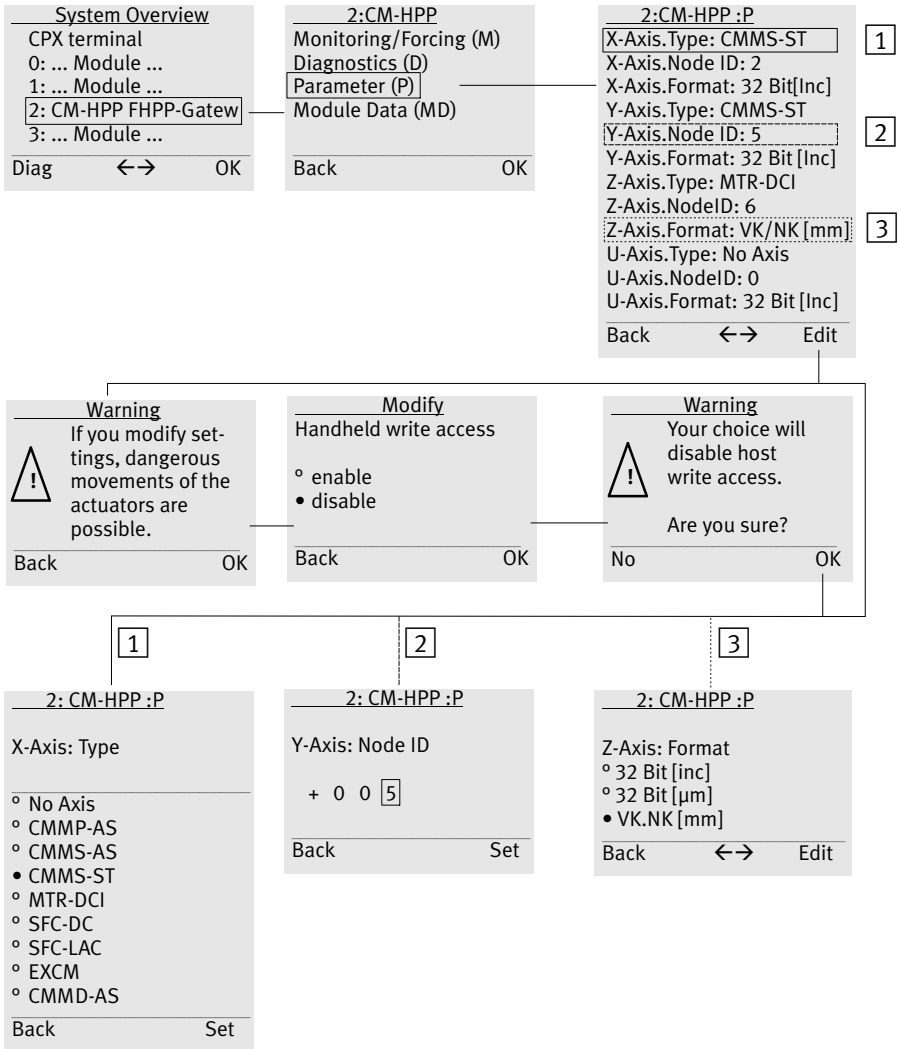 System Overview
CPX terminal
0: ... Module ...
1: ... Module ...
2: CM-HPP FHPP-Gatew
3: ... Module ...
Diag ←→ OK
2:CM-HPP
Monitoring/Forcing (M)
Diagnostics (D)
Parameter (P)
Module Data (MD)
Back OK
2:CM-HPP :P
X-Axis.Type: CMMS-ST
X-Axis.Node ID: 2
X-Axis.Format: 32 Bit[Inc]
Y-Axis.Type: CMMS-ST
Y-Axis.Node ID: 5
Y-Axis.Format: 32 Bit [Inc]
Z-Axis.Type: MTR-DCI
Z-Axis.NodeID: 6
Z-Axis.Format: VK/NK [mm]
U-Axis.Type: No Axis
U-Axis.NodeID: 0
U-Axis.Format: 32 Bit [Inc]
Back ←→ Edit
1
2
3
Warning
If you modify set-
tings, dangerous
movements of the
actuators are
possible.
!
Back OK
Modify
Handheld write access
° enable
• disable
Back OK
Warning
Your choice will
disable host
write access.
!
Are you sure?
No OK
1
2
3
2: CM-HPP :P
X-Axis: Type
° No Axis
° CMMP-AS
° CMMS-AS
• CMMS-ST
° MTR-DCI
° SFC-DC
° SFC-LAC
° EXCM
° CMMD-AS
Back Set
2: CM-HPP :P
Y-Axis: Node ID
+ 0 0 5
Back Set
2: CM-HPP :P
Z-Axis: Format
° 32 Bit [inc]
° 32 Bit [µm]
• VK.NK [mm]
Back ←→ Edit